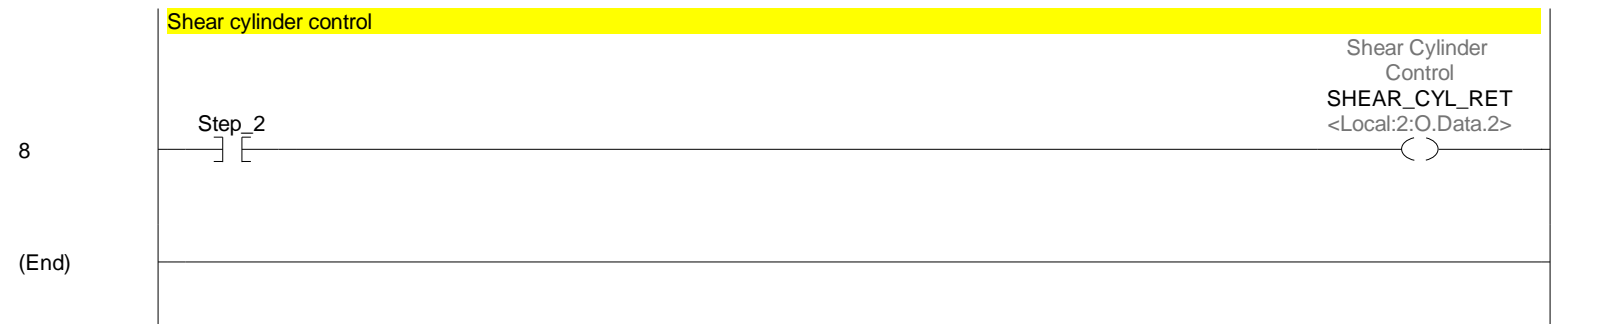 Shear cylinder control
Shear Cylinder
Control
SHEAR_CYL_RET
<Local:2:O.Data.2>
Step_2
8
(End)